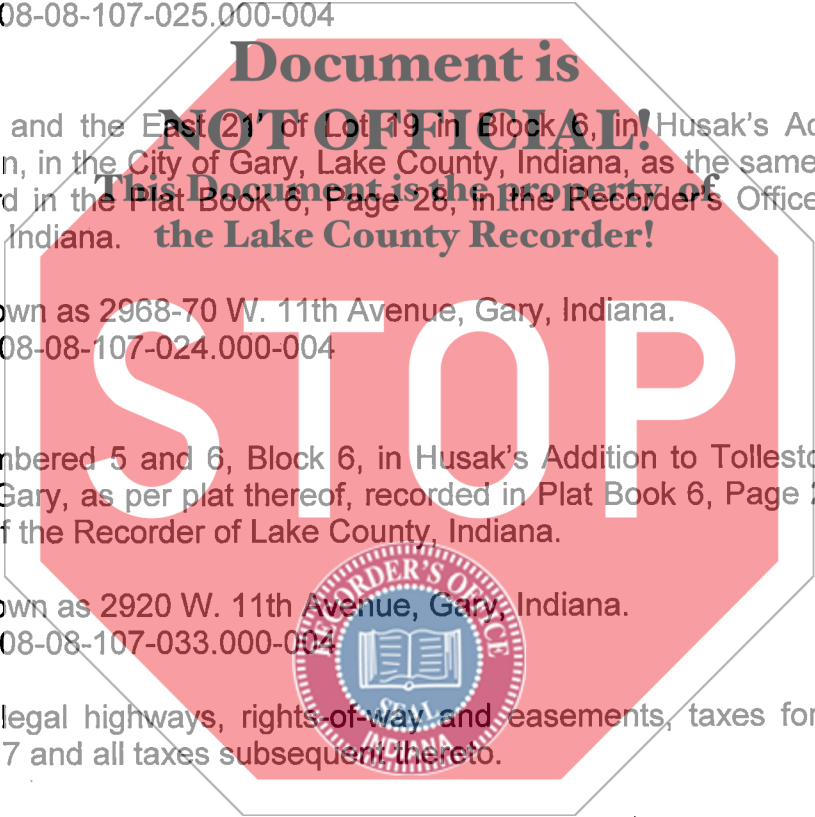 08-08-107-025.000-004
Document is
NOT OFFICIAL!
and the East 21' of Lot 19 in Block 6, in Husak's Ad
n, in the City of Gary, Lake County, Indiana, as the same
This Document is the property of
d in the Plat Book 6, Page 28, in the Recorder's Office
the Lake County Recorder!
Indiana.
own as 2968-70 W. 11th Avenue, Gary, Indiana.
08-08-107-024.000-004
STOP
mbered 5 and 6, Block 6, in Husak's Addition to Tollesto
Gary, as per plat thereof, recorded in Plat Book 6, Page 2
f the Recorder of Lake County, Indiana.
own as 2920 W. 11th Avenue, Gary, Indiana.
08-08-107-033.000-004
RECORDER'S OFFICE
SEAL
INDIANA
legal highways, rights-of-way and easements, taxes for
7 and all taxes subsequent thereto.